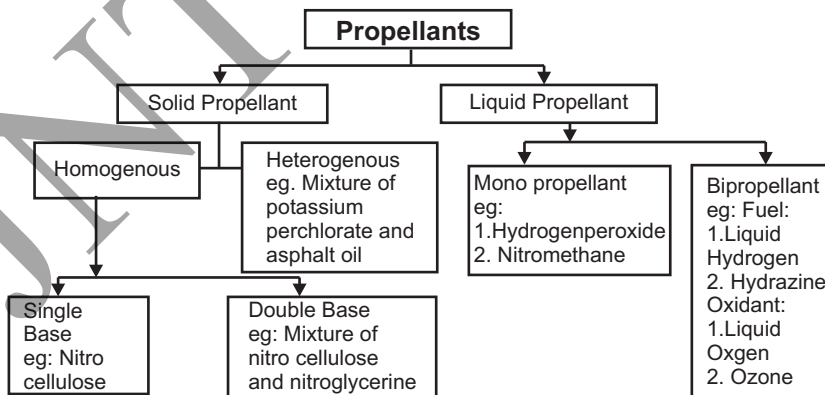 Propellants
Solid Propellant
Liquid Propellant
Homogenous
Heterogenous
eg. Mixture of
potassium
perchlorate and
asphalt oil
Mono propellant
eg:
1.Hydrogenperoxide
2. Nitromethane
Bipropellant
eg: Fuel:
1.Liquid
Hydrogen
2. Hydrazine
Oxidant:
1.Liquid
Oxgen
2. Ozone
Single
Base
eg: Nitro
cellulose
Double Base
eg: Mixture of
nitro cellulose
and nitroglycerine
JNT